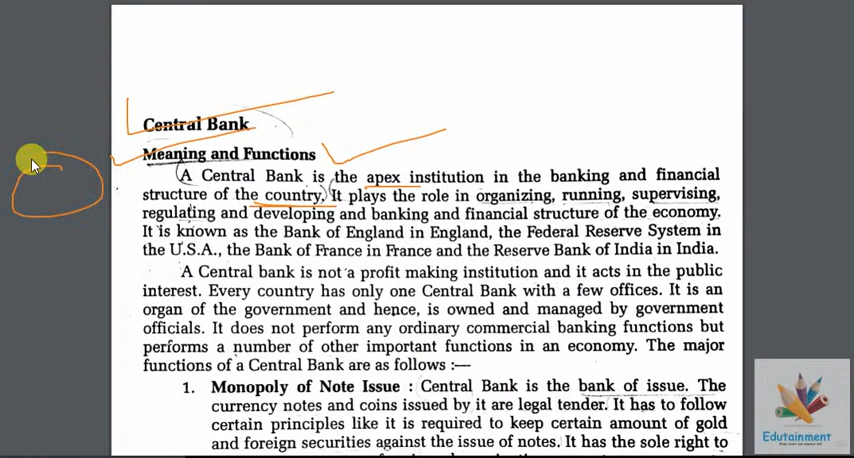 Central Bank
Meaning and Functions
A Central Bank is the apex institution in the banking and financial
structure of the country. It plays the role in organizing, running, supervising,
regulating and developing and banking and financial structure of the economy.
It is known as the Bank of England in England, the Federal Reserve System in
the U.S.A., the Bank of France in France and the Reserve Bank of India in India.
A Central bank is not a profit making institution and it acts in the public
interest. Every country has only one Central Bank with a few offices. It is an
organ of the government and hence, is owned and managed by government
officials. It does not perform any ordinary commercial banking functions but
performs a number of other important functions in an economy. The major
functions of a Central Bank are as follows :—
1. Monopoly of Note Issue : Central Bank is the bank of issue. The
currency notes and coins issued by it are legal tender. It has to follow
certain principles like it is required to keep certain amount of gold
and foreign securities against the issue of notes. It has the sole right to
Edutainment